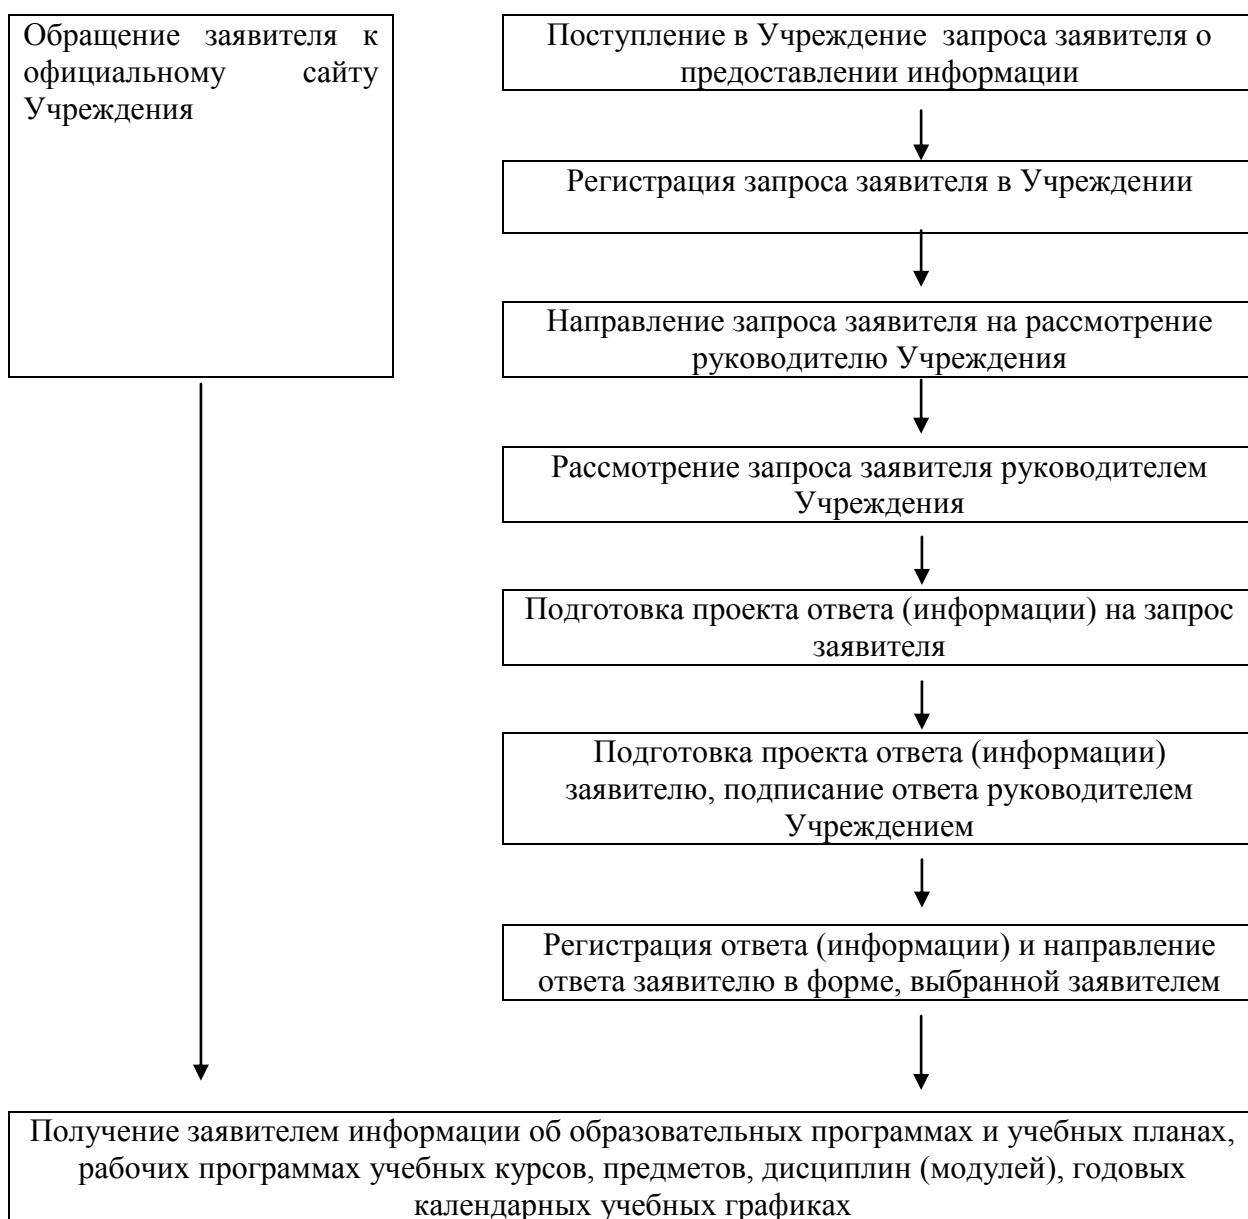 Обращение заявителя к
официальному сайту
Учреждения
Поступление в Учреждение запроса заявителя о
предоставлении информации
Регистрация запроса заявителя в Учреждении
Направление запроса заявителя на рассмотрение
руководителю Учреждения
Рассмотрение запроса заявителя руководителем
Учреждения
Подготовка проекта ответа (информации) на запрос
заявителя
Подготовка проекта ответа (информации)
заявителю, подписание ответа руководителем
Учреждением
Регистрация ответа (информации) и направление
ответа заявителю в форме, выбранной заявителем
Получение заявителем информации об образовательных программах и учебных планах,
рабочих программах учебных курсов, предметов, дисциплин (модулей), годовых
календарных учебных графиках